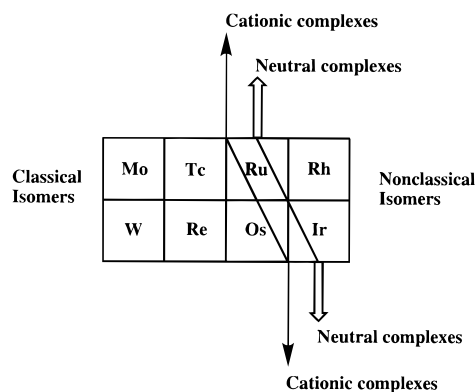 Cationic complexes
Neutral complexes
Classical
Isomers
Mo Tc Ru Rh
W Re Os Ir
Nonclassical
Isomers
Neutral complexes
Cationic complexes